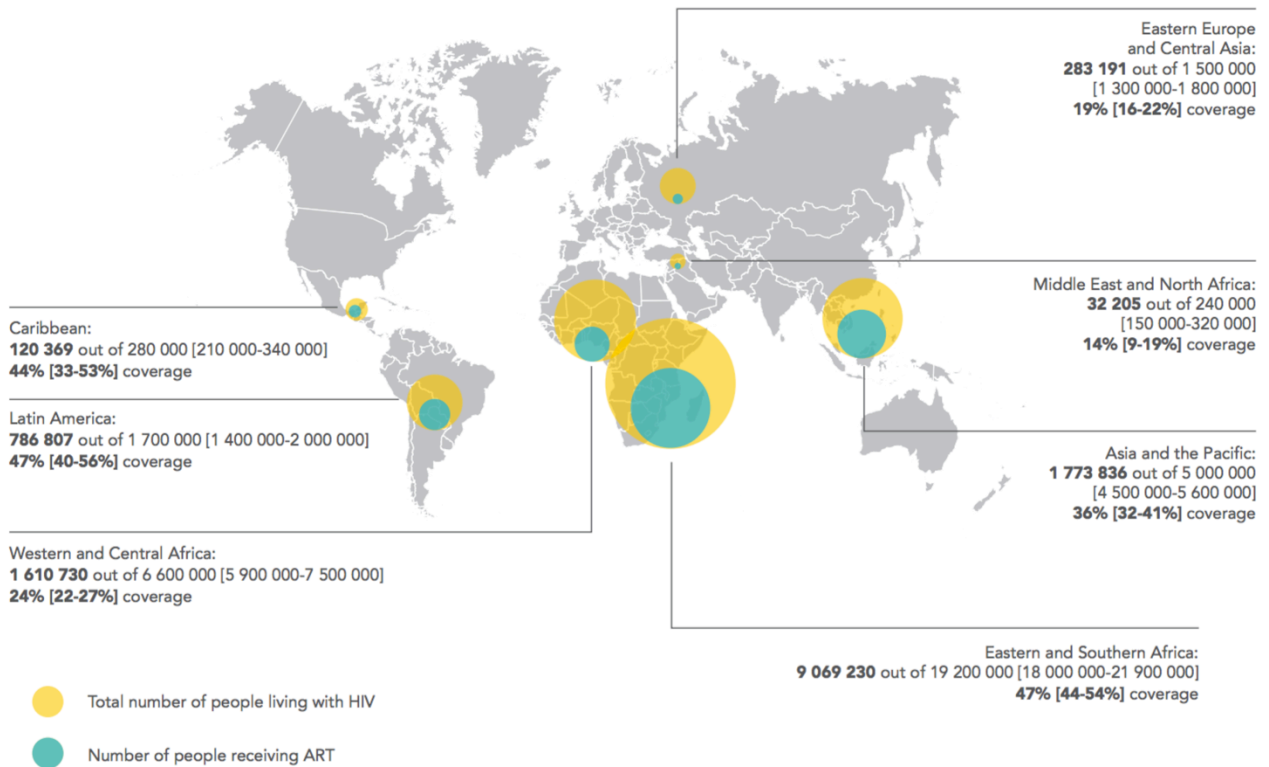 Eastern Europe
and Central Asia:
283 191 out of 1 500 000
[1 300 000-1 800 000]
19% [16-22%] coverage
Middle East and North Africa:
32 205 out of 240 000
[150 000-320 000]
14% [9-19%] coverage
Caribbean:
120 369 out of 280 000 [210 000-340 000]
44% [33-53%] coverage
Latin America:
786 807 out of 1 700 000 [1 400 000-2 000 000]
47% [40-56%] coverage
Asia and the Pacific:
1 773 836 out of 5 000 000
[4 500 000-5 600 000]
36% [32-41%] coverage
Western and Central Africa:
1 610 730 out of 6 600 000 [5 900 000-7 500 000]
24% [22-27%] coverage
Eastern and Southern Africa:
9 069 230 out of 19 200 000 [18 000 000-21 900 000]
47% [44-54%] coverage
Total number of people living with HIV
Number of people receiving ART